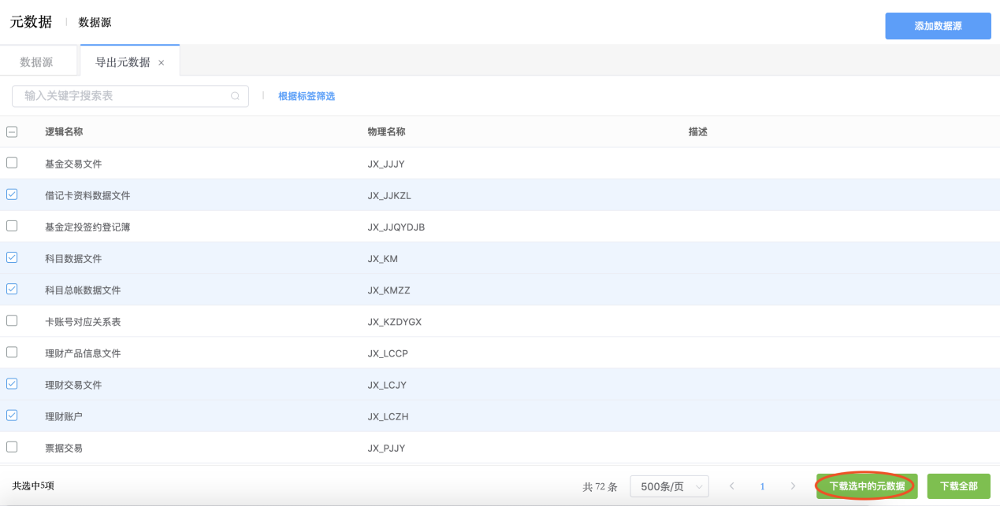 元数据 数据源 添加数据源
数据源 导出元数据 ×
输入关键字搜索表 根据标签筛选
逻辑名称 物理名称 描述
基金交易文件 JX_JJJY
借记卡资料数据文件 JX_JJKZL
基金定投签约登记簿 JX_JJQYDJB
科目数据文件 JX_KM
科目总帐数据文件 JX_KMZZ
卡账号对应关系表 JX_KZDYGX
理财产品信息文件 JX_LCCP
理财交易文件 JX_LCJY
理财账户 JX_LCZH
票据交易 JX_PJJY
共选中5项 共 72 条 500条/页 1 下载选中的元数据 下载全部